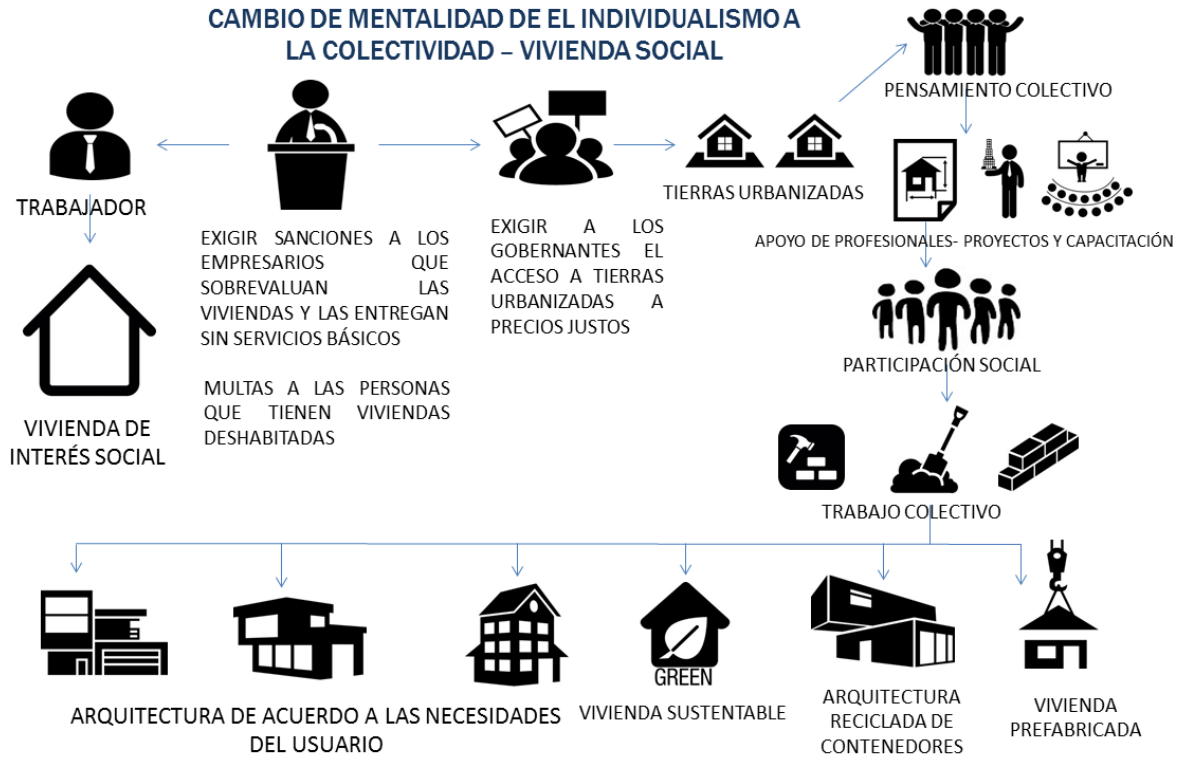 CAMBIO DE MENTALIDAD DE EL INDIVIDUALISMO A
LA COLECTIVIDAD – VIVIENDA SOCIAL
TRABAJADOR
VIVIENDA DE
INTERÉS SOCIAL
EXIGIR SANCIONES A LOS
EMPRESARIOS QUE
SOBREVALUAN LAS
VIVIENDAS Y LAS ENTREGAN
SIN SERVICIOS BÁSICOS
MULTAS A LAS PERSONAS
QUE TIENEN VIVIENDAS
DESHABITADAS
EXIGIR A LOS
GOBERNANTES EL
ACCESO A TIERRAS
URBANIZADAS A
PRECIOS JUSTOS
TIERRAS URBANIZADAS
PENSAMIENTO COLECTIVO
APOYO DE PROFESIONALES- PROYECTOS Y CAPACITACIÓN
PARTICIPACIÓN SOCIAL
TRABAJO COLECTIVO
ARQUITECTURA DE ACUERDO A LAS NECESIDADES
DEL USUARIO
GREEN
VIVIENDA SUSTENTABLE
ARQUITECTURA
RECICLADA DE
CONTENEDORES
VIVIENDA
PREFABRICADA